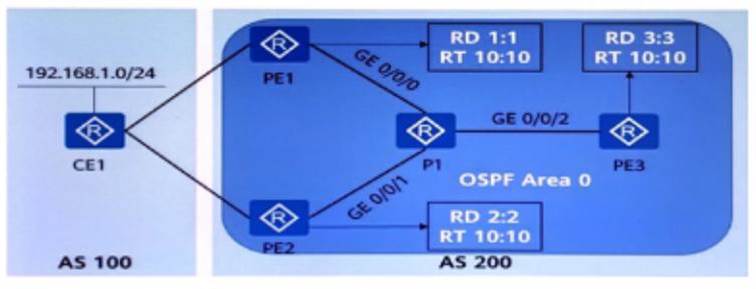 RD 1:1
RT 10:10
RD 3:3
RT 10:10
192.168.1.0/24
R
PE1
GE 0/0/0
R
CE1
R
P1
GE 0/0/2
R
PE3
OSPF Area 0
GE 0/0/1
R
PE2
RD 2:2
RT 10:10
AS 100
AS 200